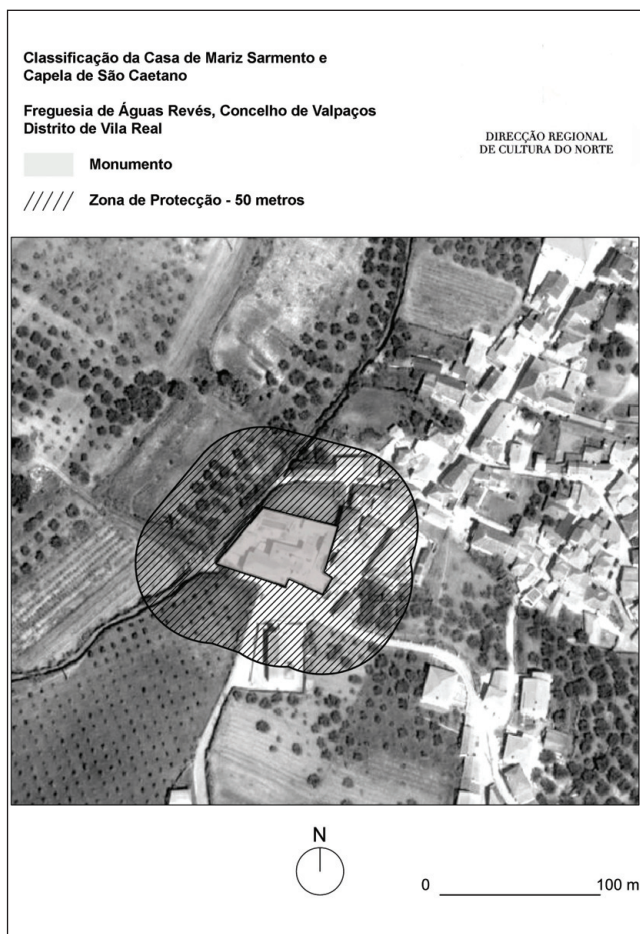 Classificação da Casa de Mariz Sarmento e
Capela de São Caetano
Freguesia de Águas Revés, Concelho de Valpaços
Distrito de Vila Real
DIRECÇÃO REGIONAL
DE CULTURA DO NORTE
Monumento
Zona de Protecção - 50 metros
N
0 100 m